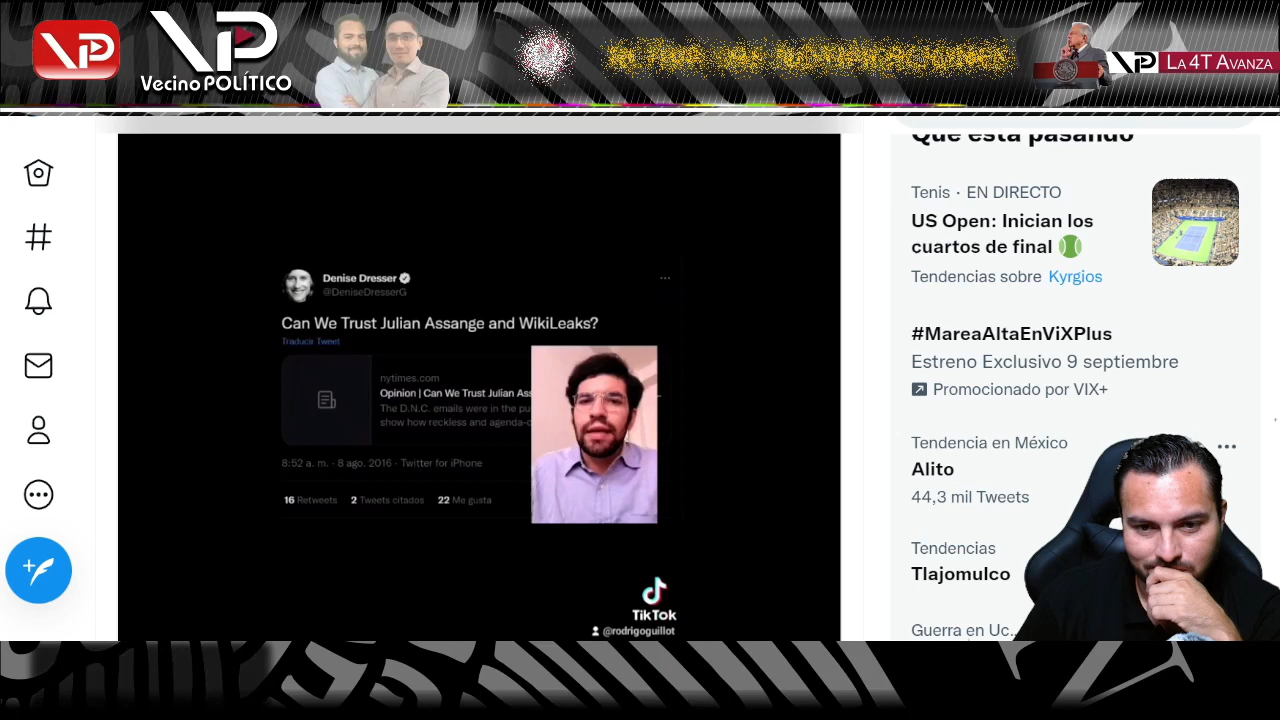 VP
VP
Vecino POLÍTICO
VP LA 4T AVANZA
Denise Dresser
@DeniseDresserG
Can We Trust Julian Assange and WikiLeaks?
Traducir Tweet
nytimes.com
Opinion | Can We Trust Julian Ass
The D.N.C. emails were in the pu
show how reckless and agenda-c
8:52 a. m. · 8 ago. 2016 · Twitter for iPhone
16 Retweets 2 Tweets citados 22 Me gusta
TikTok
@rodrigoguillot
Qué está pasando
Tenis · EN DIRECTO
US Open: Inician los
cuartos de final
Tendencias sobre Kyrgios
#MareaAltaEnViXPlus
Estreno Exclusivo 9 septiembre
Promocionado por VIX+
Tendencia en México
Alito
44,3 mil Tweets
Tendencias
Tlajomulco
Guerra en Uc...